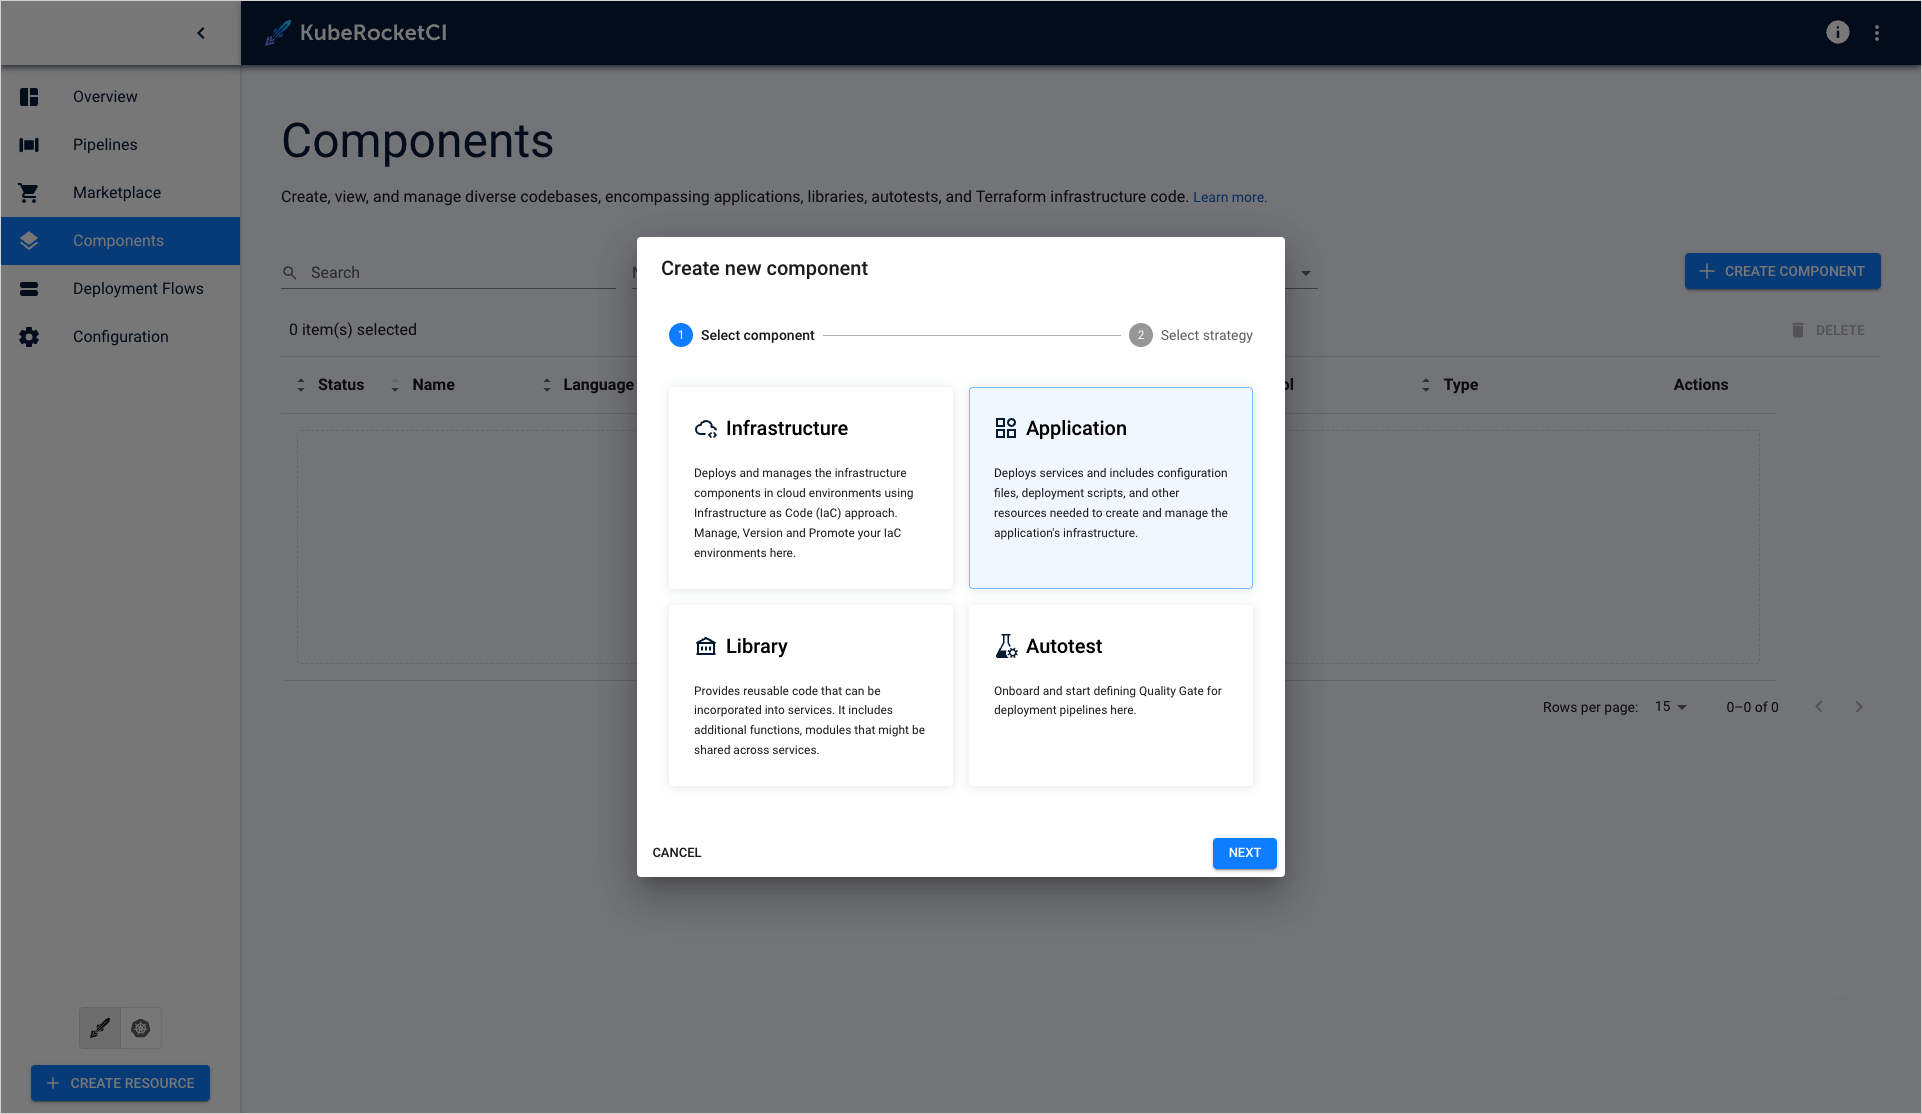 KubeRocketCI
Overview
Pipelines
Marketplace
Components
Deployment Flows
Configuration
CREATE RESOURCE
Components
Create, view, and manage diverse codebases, encompassing applications, libraries, autotests, and Terraform infrastructure code. Learn more.
Search
CREATE COMPONENT
0 item(s) selected
DELETE
Status
Name
Language
Type
Actions
Rows per page: 15
0–0 of 0
Create new component
1 Select component
2 Select strategy
Infrastructure
Deploys and manages the infrastructure
components in cloud environments using
Infrastructure as Code (IaC) approach.
Manage, Version and Promote your IaC
environments here.
Application
Deploys services and includes configuration
files, deployment scripts, and other
resources needed to create and manage the
application's infrastructure.
Library
Provides reusable code that can be
incorporated into services. It includes
additional functions, modules that might be
shared across services.
Autotest
Onboard and start defining Quality Gate for
deployment pipelines here.
CANCEL
NEXT